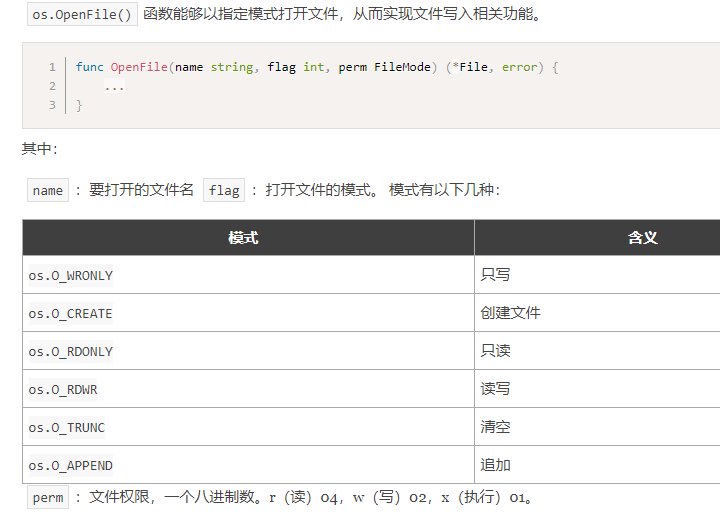 os.OpenFile() 函数能够以指定模式打开文件，从而实现文件写入相关功能。
1 func OpenFile(name string, flag int, perm FileMode) (*File, error) {
2 ...
3 }
其中：
name ：要打开的文件名 flag ：打开文件的模式。 模式有以下几种：
模式 含义
os.O_WRONLY 只写
os.O_CREATE 创建文件
os.O_RDONLY 只读
os.O_RDWR 读写
os.O_TRUNC 清空
os.O_APPEND 追加
perm ：文件权限，一个八进制数。r（读）04，w（写）02，x（执行）01。